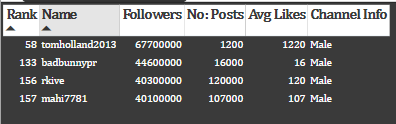 Rank Name Followers No: Posts Avg Likes Channel Info
58 tomholland2013 67700000 1200 1220 Male
133 badbunnypr 44600000 16000 16 Male
156 rkive 40300000 120000 120 Male
157 mahi7781 40100000 107000 107 Male